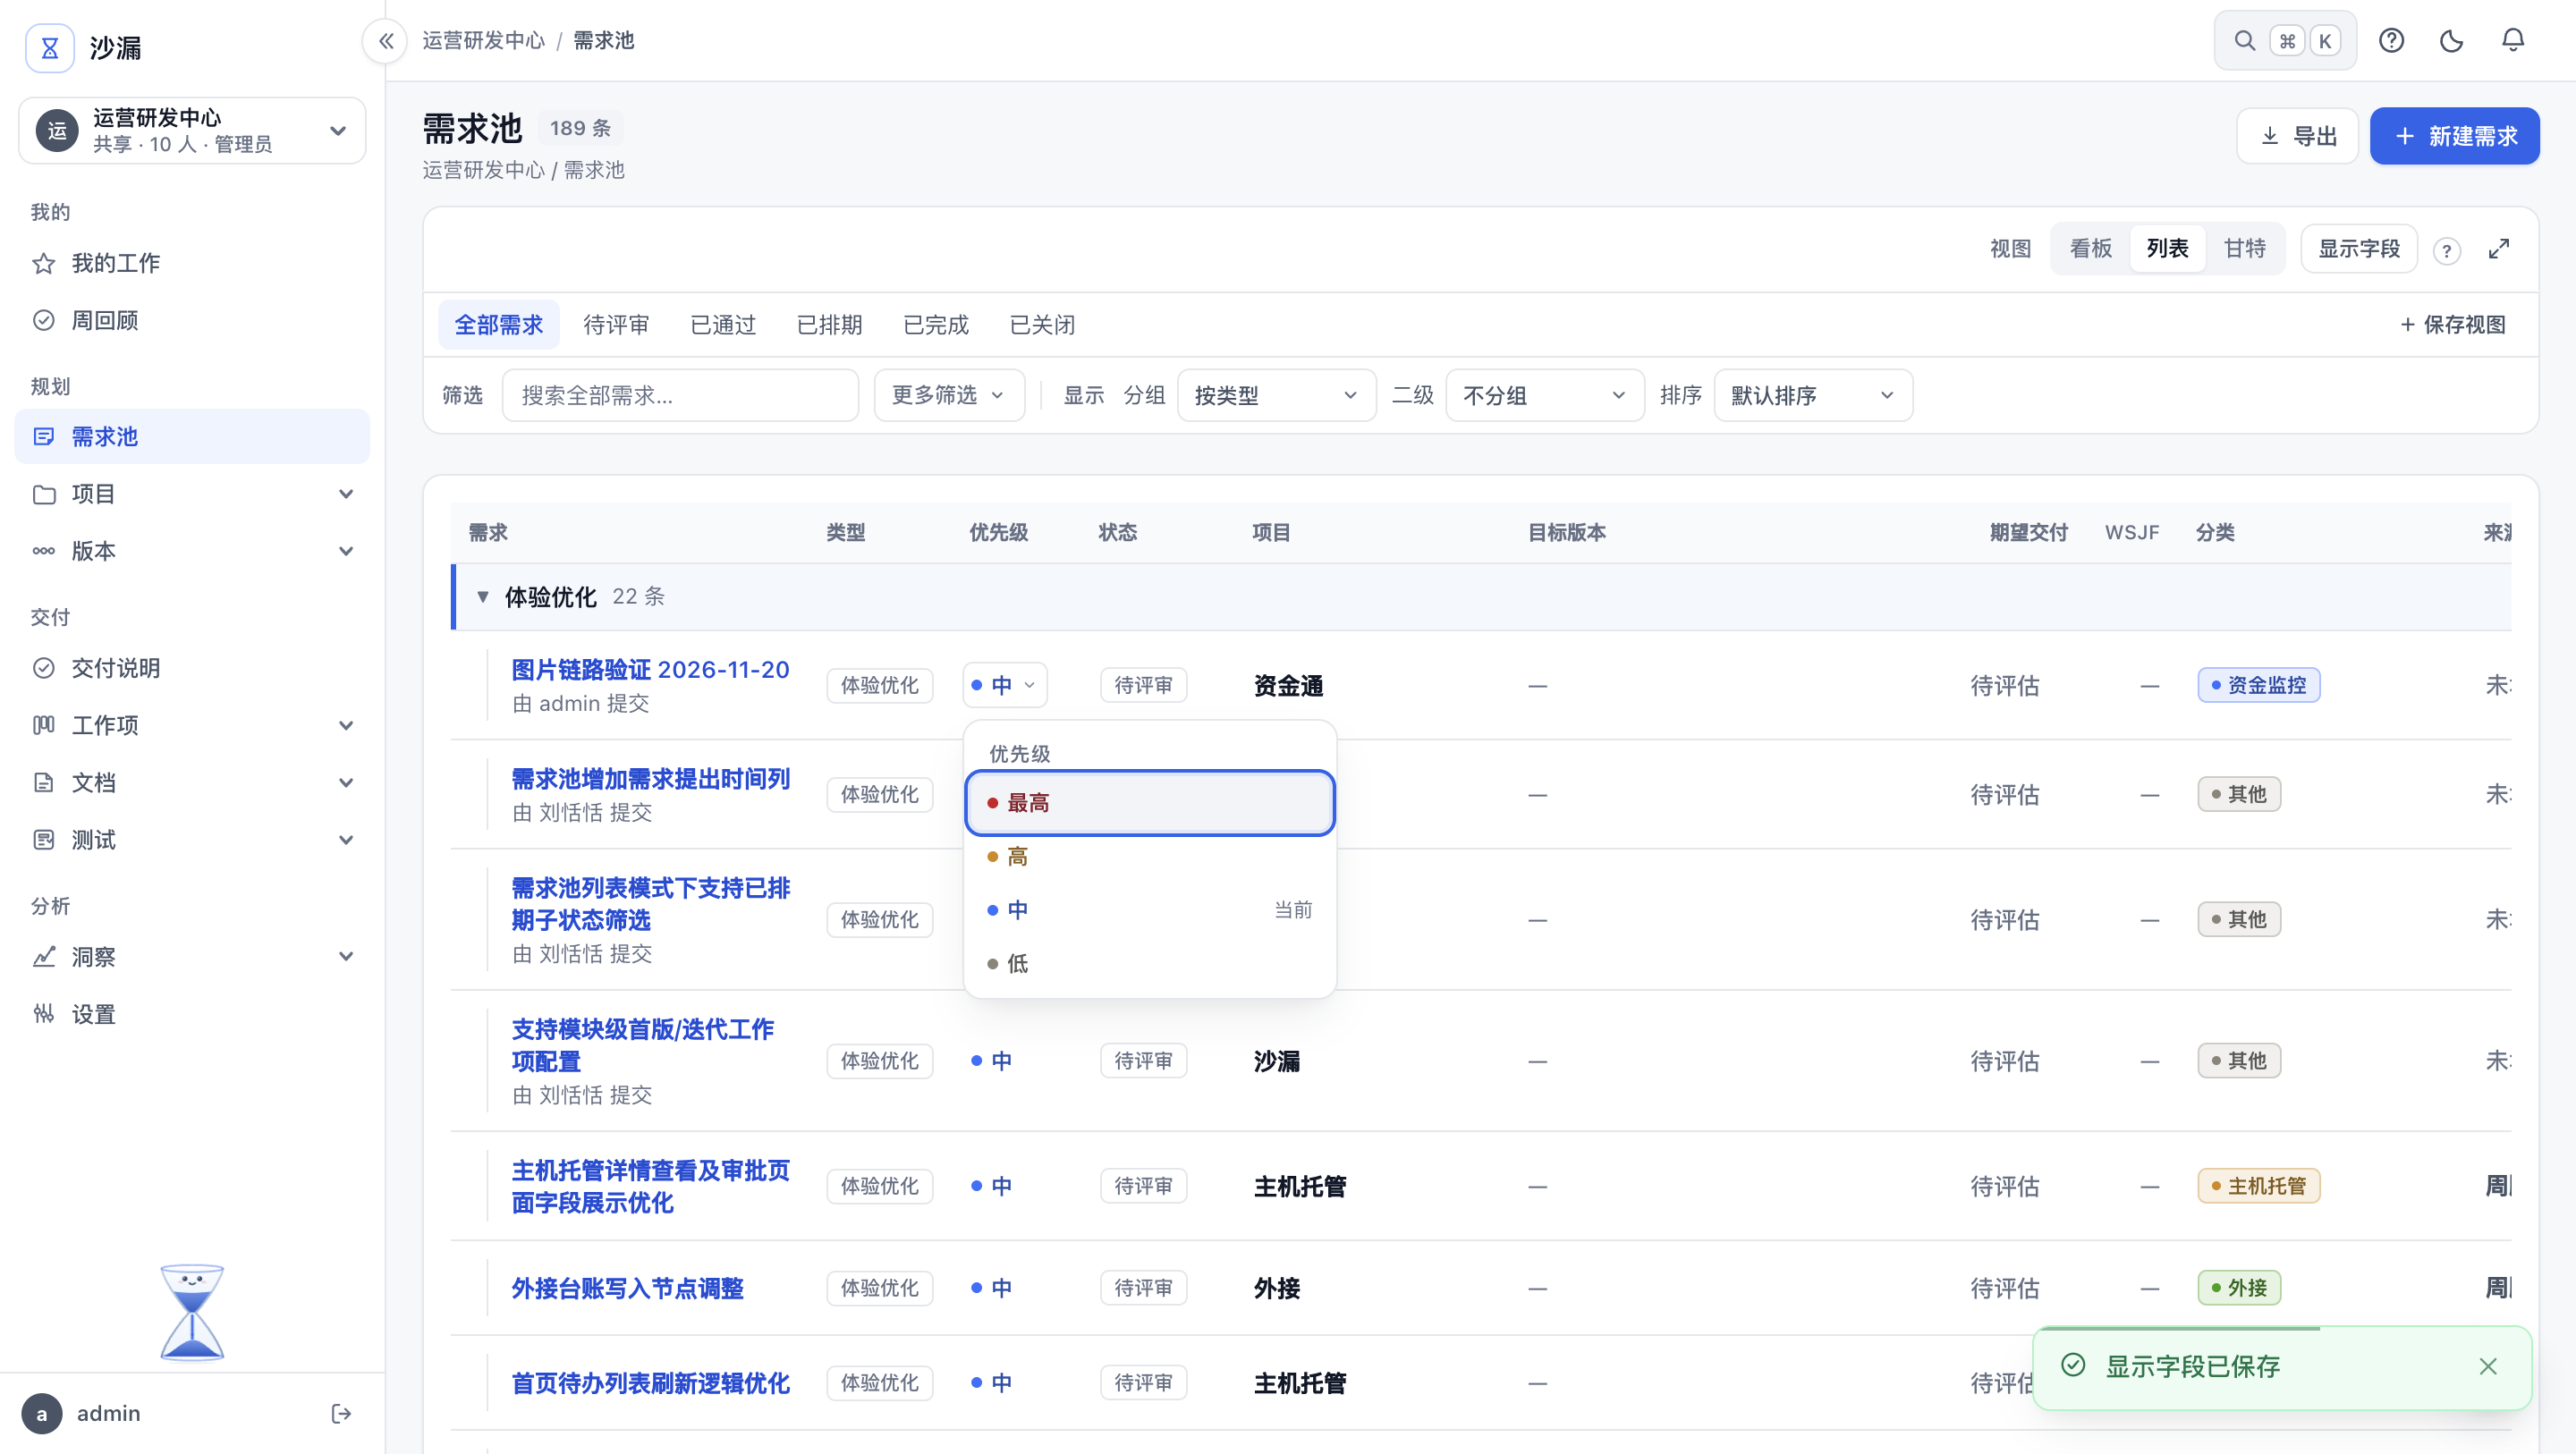 沙漏
运营研发中心 / 需求池
⌘ K
运
运营研发中心
共享 · 10 人 · 管理员
我的
我的工作
周回顾
规划
需求池
项目
版本
交付
交付说明
工作项
文档
测试
分析
洞察
设置
a admin
需求池 189 条
运营研发中心 / 需求池
导出
+ 新建需求
视图 看板 列表 甘特 显示字段 ?
全部需求 待评审 已通过 已排期 已完成 已关闭 + 保存视图
筛选 搜索全部需求... 更多筛选 显示 分组 按类型 二级 不分组 排序 默认排序
需求 类型 优先级 状态 项目 目标版本 期望交付 WSJF 分类
体验优化 22 条
图片链路验证 2026-11-20
由 admin 提交
体验优化 中 待评审 资金通 — 待评估 — 资金监控
优先级
最高
高
中 当前
低
需求池增加需求提出时间列
由 刘恬恬 提交
体验优化 — 待评估 — 其他
需求池列表模式下支持已排
期子状态筛选
由 刘恬恬 提交
体验优化 — 待评估 — 其他
支持模块级首版/迭代工作
项配置
由 刘恬恬 提交
体验优化 中 待评审 沙漏 — 待评估 — 其他
主机托管详情查看及审批页
面字段展示优化
体验优化 中 待评审 主机托管 — 待评估 — 主机托管
外接台账写入节点调整 体验优化 中 待评审 外接 — 待评估 — 外接
首页待办列表刷新逻辑优化 体验优化 中 待评审 主机托管 — 待评估
显示字段已保存